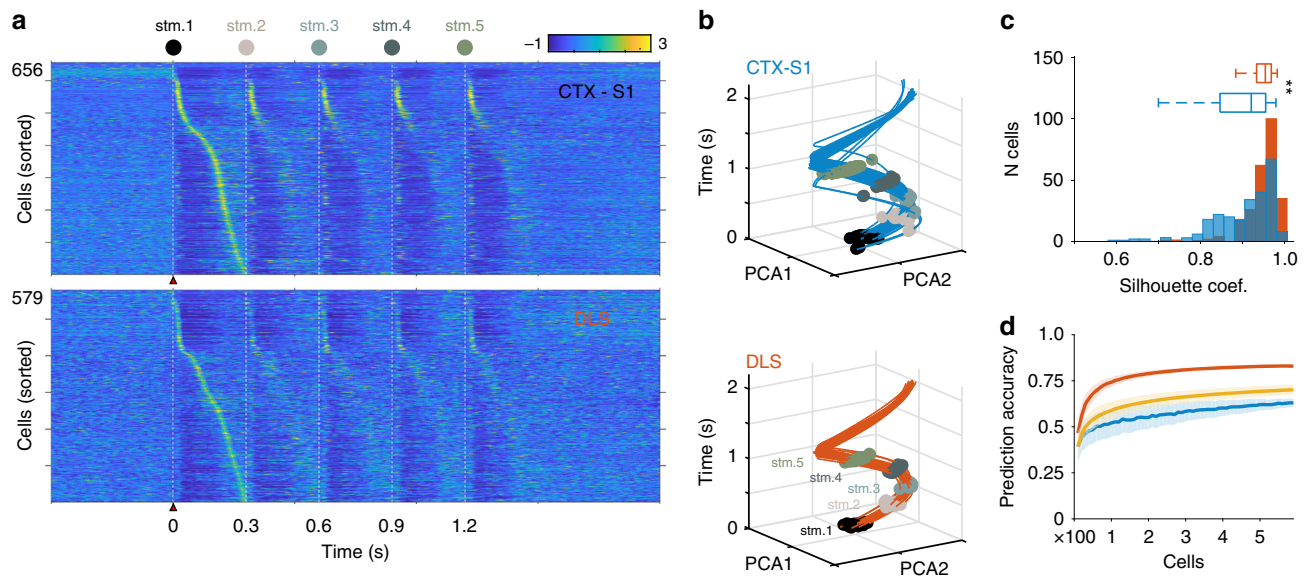 a
stm.1 stm.2 stm.3 stm.4 stm.5
−1 3
656
CTX - S1
Cells (sorted)
579
DLS
Cells (sorted)
0 0.3 0.6 0.9 1.2
Time (s)
b
CTX-S1
2
1
0
Time (s)
PCA1
PCA2
DLS
2
1
0
Time (s)
stm.5
stm.4
stm.3
stm.2
stm.1
PCA1
PCA2
c
150
100
50
0
N cells
**
0.6 0.8 1.0
Silhouette coef.
d
1.0
0.75
0.5
0.25
0
Prediction accuracy
×100 1 2 3 4 5
Cells